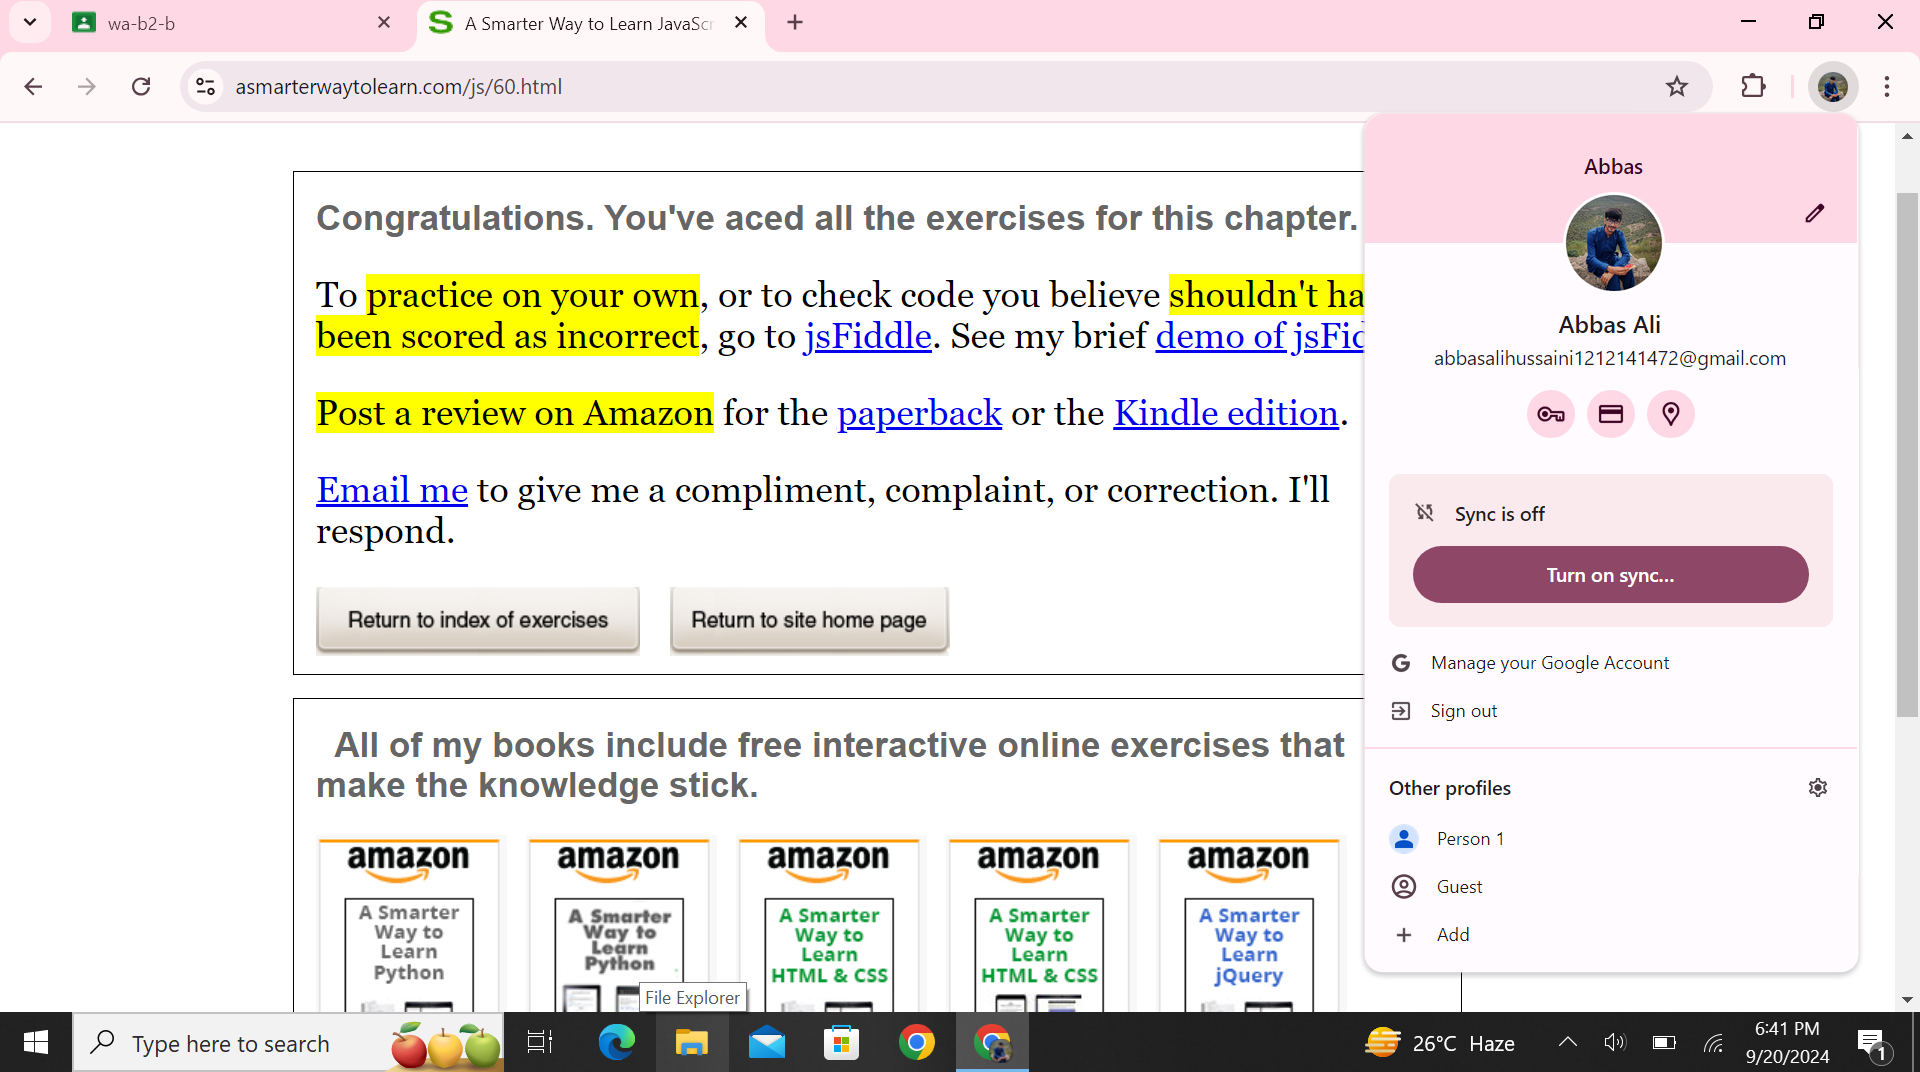 wa-b2-b
A Smarter Way to Learn JavaScr
asmarterwaytolearn.com/js/60.html
Congratulations. You've aced all the exercises for this chapter.
To practice on your own, or to check code you believe shouldn't ha
been scored as incorrect, go to jsFiddle. See my brief demo of jsFid
Post a review on Amazon for the paperback or the Kindle edition.
Email me to give me a compliment, complaint, or correction. I'll
respond.
Return to index of exercises
Return to site home page
All of my books include free interactive online exercises that
make the knowledge stick.
amazon
A Smarter
Way to
Learn
Python
amazon
A Smarter
Way to
Learn
Python
amazon
A Smarter
Way to
Learn
HTML & CSS
amazon
A Smarter
Way to
Learn
HTML & CSS
amazon
A Smarter
Way to
Learn
jQuery
File Explorer
Abbas
Abbas Ali
abbasalihussaini1212141472@gmail.com
Sync is off
Turn on sync...
Manage your Google Account
Sign out
Other profiles
Person 1
Guest
Add
Type here to search
26°C Haze
6:41 PM
9/20/2024
1